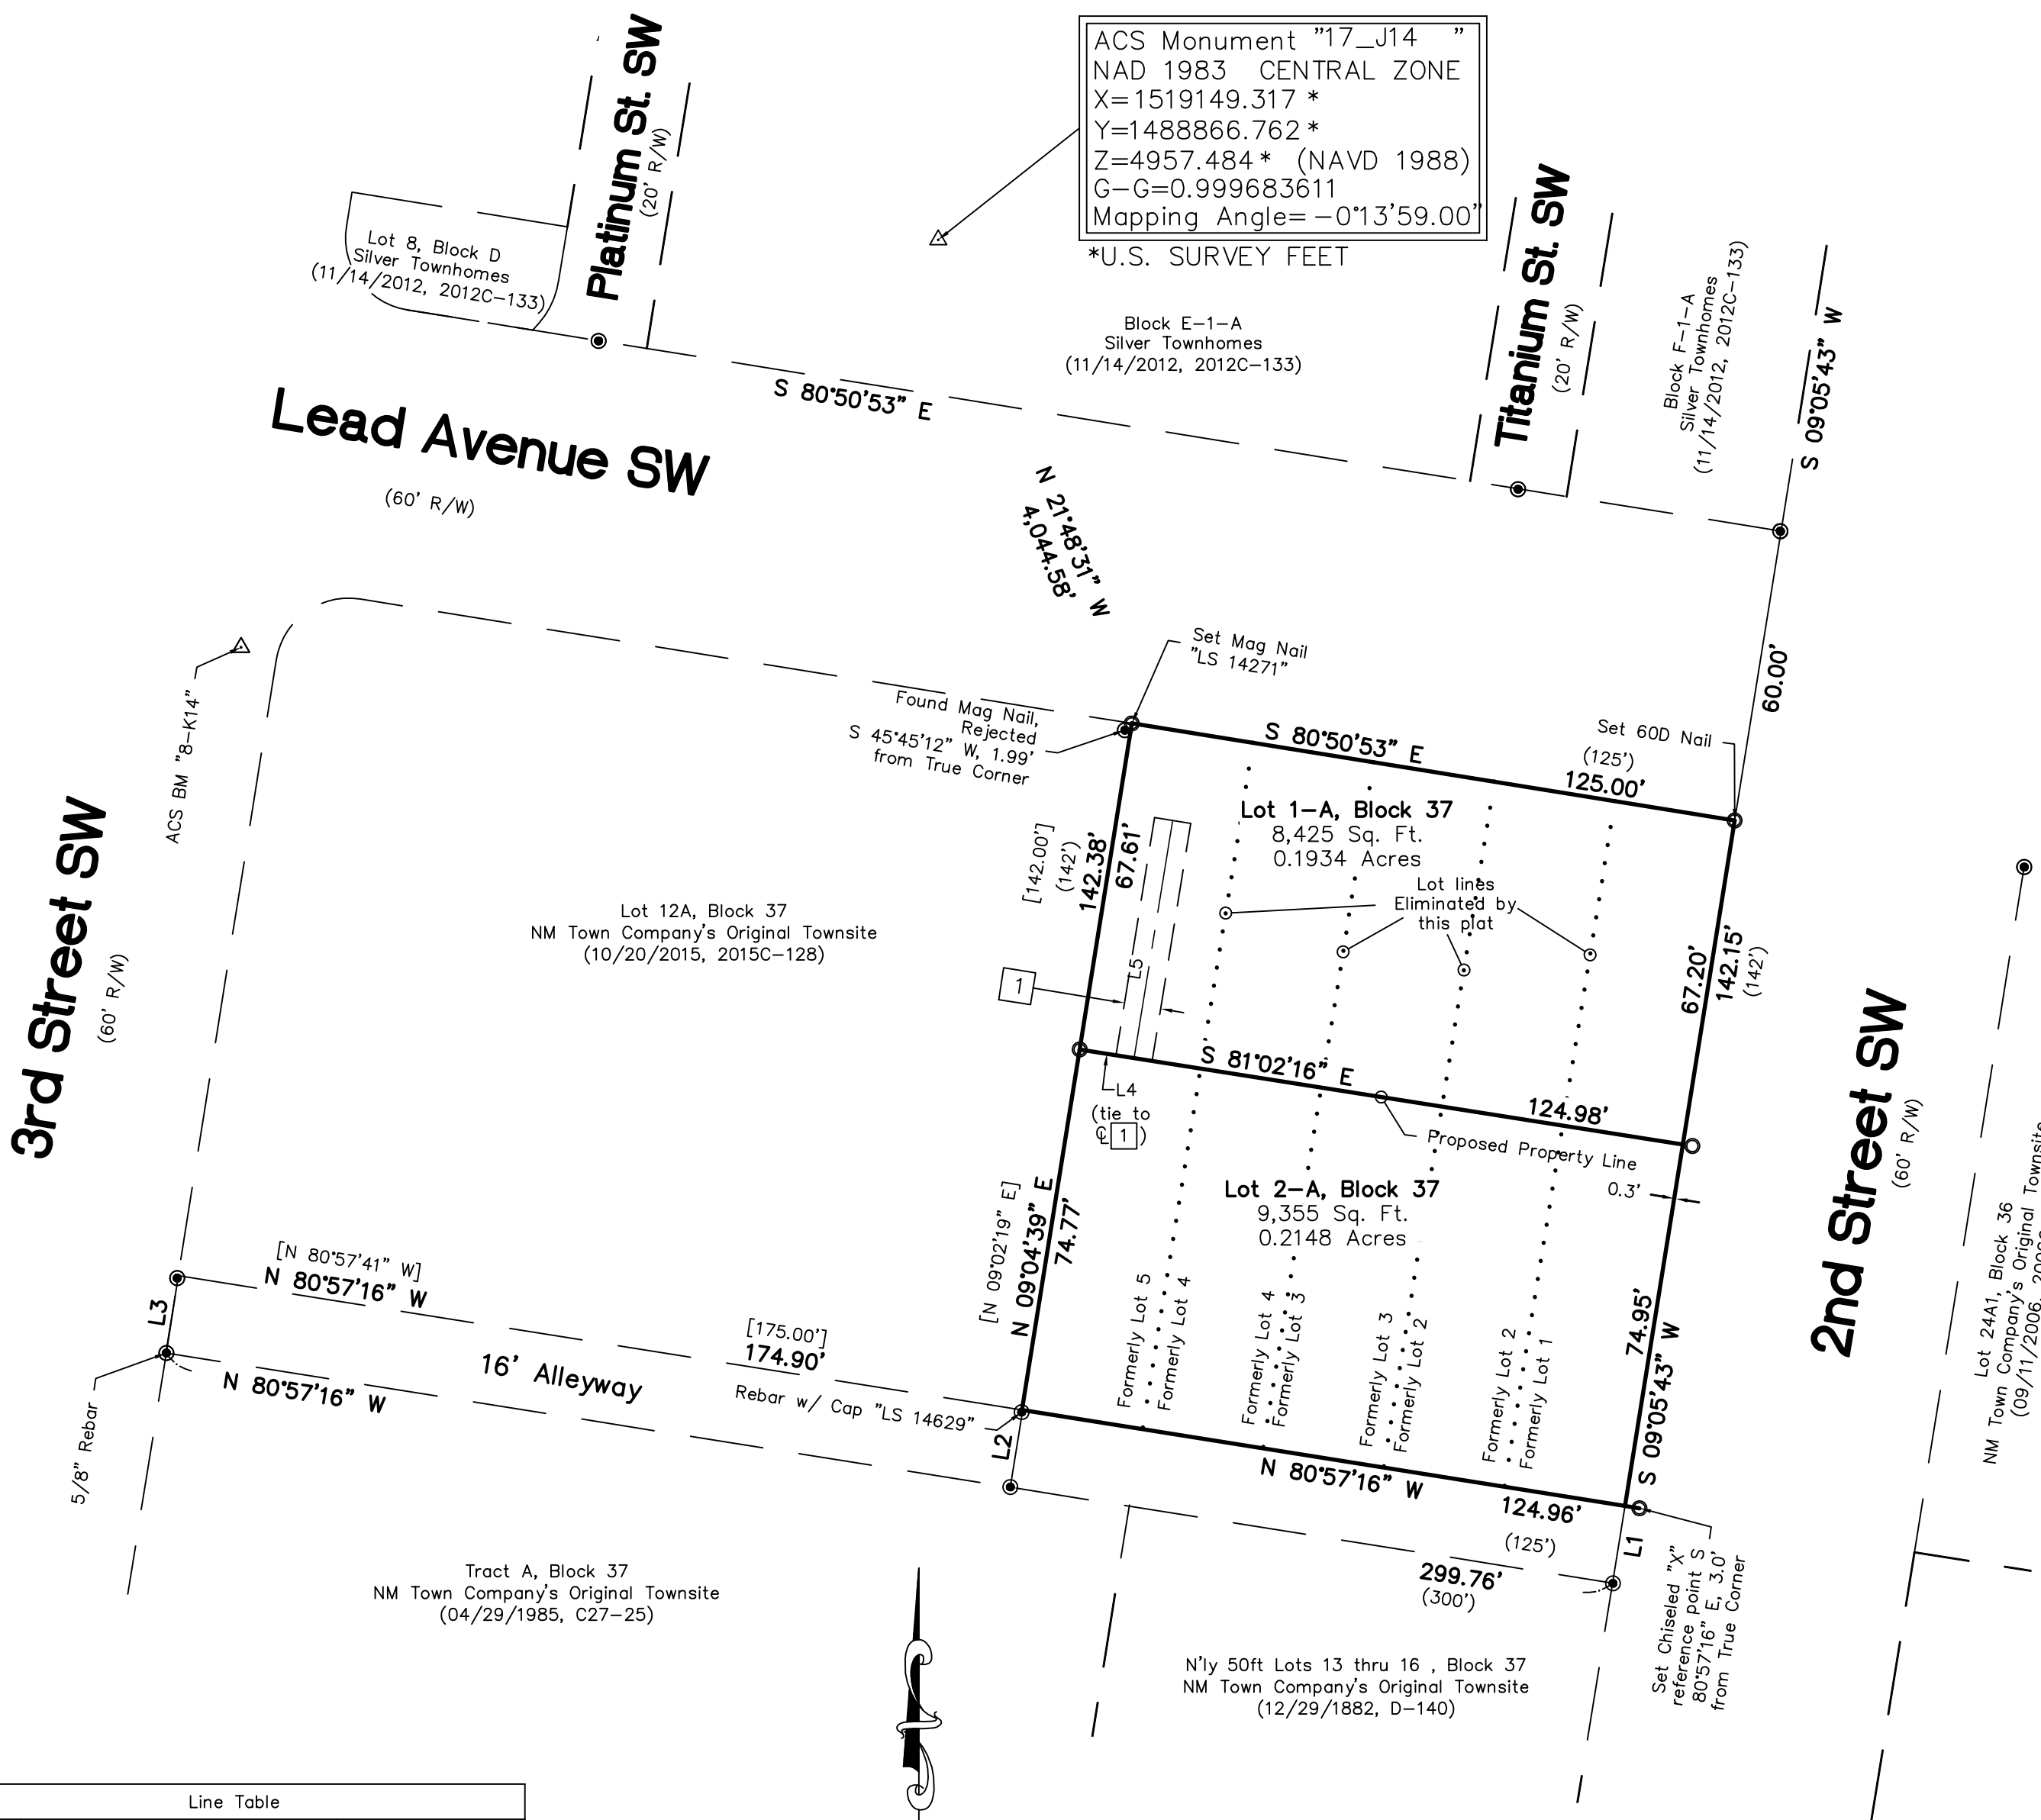 ACS Monument "17_J14 "
NAD 1983 CENTRAL ZONE
X=1519149.317 *
Y=1488866.762 *
Z=4957.484 * (NAVD 1988)
G-G=0.999683611
Mapping Angle= -0°13'59.00"
*U.S. SURVEY FEET
Platinum St. SW
(20' R/W)
Lot 8, Block D
Silver Townhomes
(11/14/2012, 2012C-133)
Block E-1-A
Silver Townhomes
(11/14/2012, 2012C-133)
Titanium St. SW
(20' R/W)
Block F-1-A
Silver Townhomes
(11/14/2012, 2012C-133)
S 09°05'43" W
S 80°50'53" E
Lead Avenue SW
(60' R/W)
N 21°48'31" W
4,044.58'
60.00'
ACS BM "8-K14"
Set Mag Nail
"LS 14271"
Found Mag Nail,
Rejected
S 45°45'12" W, 1.99'
from True Corner
S 80°50'53" E
(125')
125.00'
Set 60D Nail
3rd Street SW
(60' R/W)
Lot 12A, Block 37
NM Town Company's Original Townsite
(10/20/2015, 2015C-128)
[142.00']
(142')
142.38'
67.61'
Lot 1-A, Block 37
8,425 Sq. Ft.
0.1934 Acres
Lot lines
Eliminated by
this plat
L5
1
67.20'
142.15'
(142')
S 81°02'16" E
124.98'
L4
(tie to
℄ 1 )
Proposed Property Line
0.3'
2nd Street SW
(60' R/W)
Lot 24A1, Block 36
NM Town Company's Original Townsite
(09/11/2006,
Lot 2-A, Block 37
9,355 Sq. Ft.
0.2148 Acres
[N 09°02'19" E]
N 09°04'39" E
74.77'
Formerly Lot 5
Formerly Lot 4
Formerly Lot 4
Formerly Lot 3
Formerly Lot 3
Formerly Lot 2
Formerly Lot 2
Formerly Lot 1
74.95'
S 09°05'43" W
[N 80°57'41" W]
N 80°57'16" W
L3
[175.00']
174.90'
16' Alleyway
N 80°57'16" W
Rebar w/ Cap "LS 14629"
5/8" Rebar
L2
N 80°57'16" W
124.96'
(125')
L1
299.76'
(300')
Set Chiseled "X"
reference point S
80°57'16" E, 3.0'
from True Corner
Tract A, Block 37
NM Town Company's Original Townsite
(04/29/1985, C27-25)
N'ly 50ft Lots 13 thru 16 , Block 37
NM Town Company's Original Townsite
(12/29/1882, D-140)
Line Table